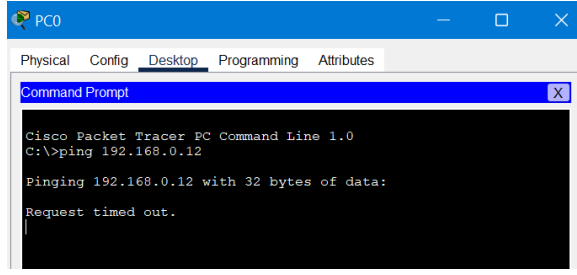 PC0
Physical Config Desktop Programming Attributes
Command Prompt
X
Cisco Packet Tracer PC Command Line 1.0
C:\>ping 192.168.0.12
Pinging 192.168.0.12 with 32 bytes of data:
Request timed out.